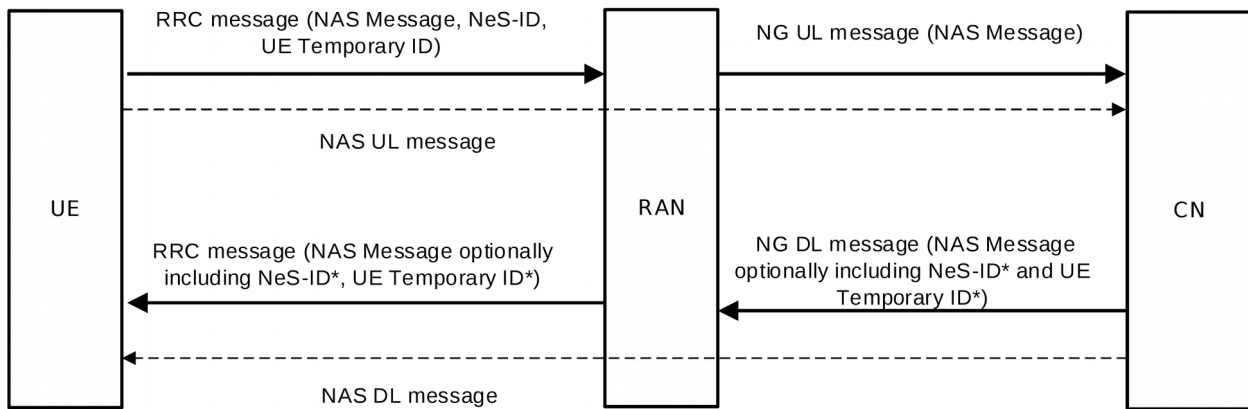 RRC message (NAS Message, NeS-ID,
UE Temporary ID)
NG UL message (NAS Message)
NAS UL message
UE
RAN
CN
RRC message (NAS Message optionally
including NeS-ID*, UE Temporary ID*)
NG DL message (NAS Message
optionally including NeS-ID* and UE
Temporary ID*)
NAS DL message